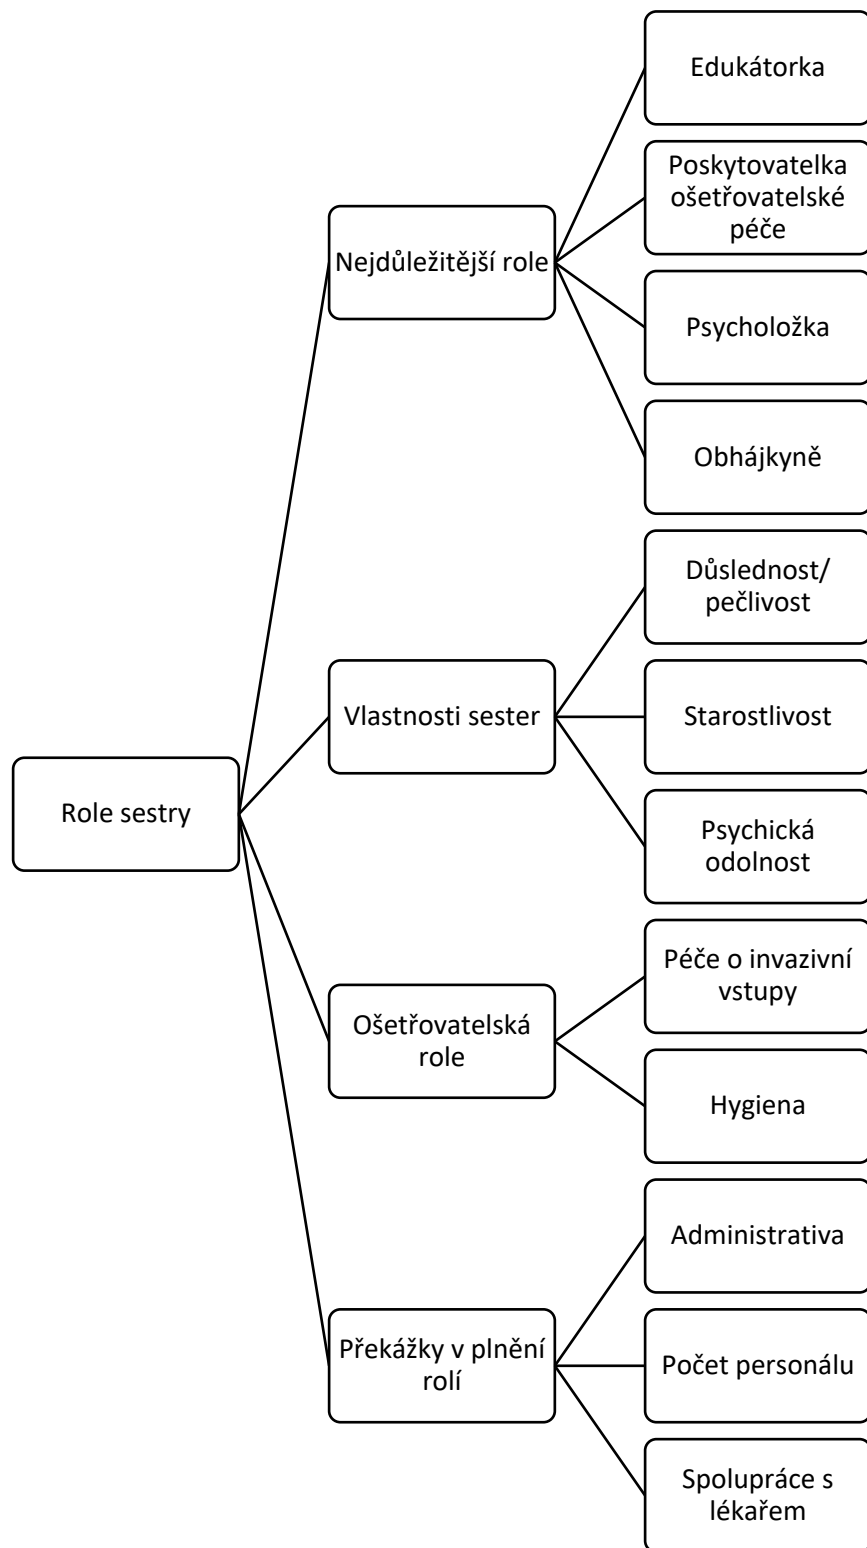 Role sestry
Nejdůležitější role
Edukátorka
Poskytovatelka
ošetřovatelské
péče
Psycholožka
Obhájkyně
Vlastnosti sester
Důslednost/
pečlivost
Starostlivost
Psychická
odolnost
Ošetřovatelská
role
Péče o invazivní
vstupy
Hygiena
Překážky v plnění
rolí
Administrativa
Počet personálu
Spolupráce s
lékařem